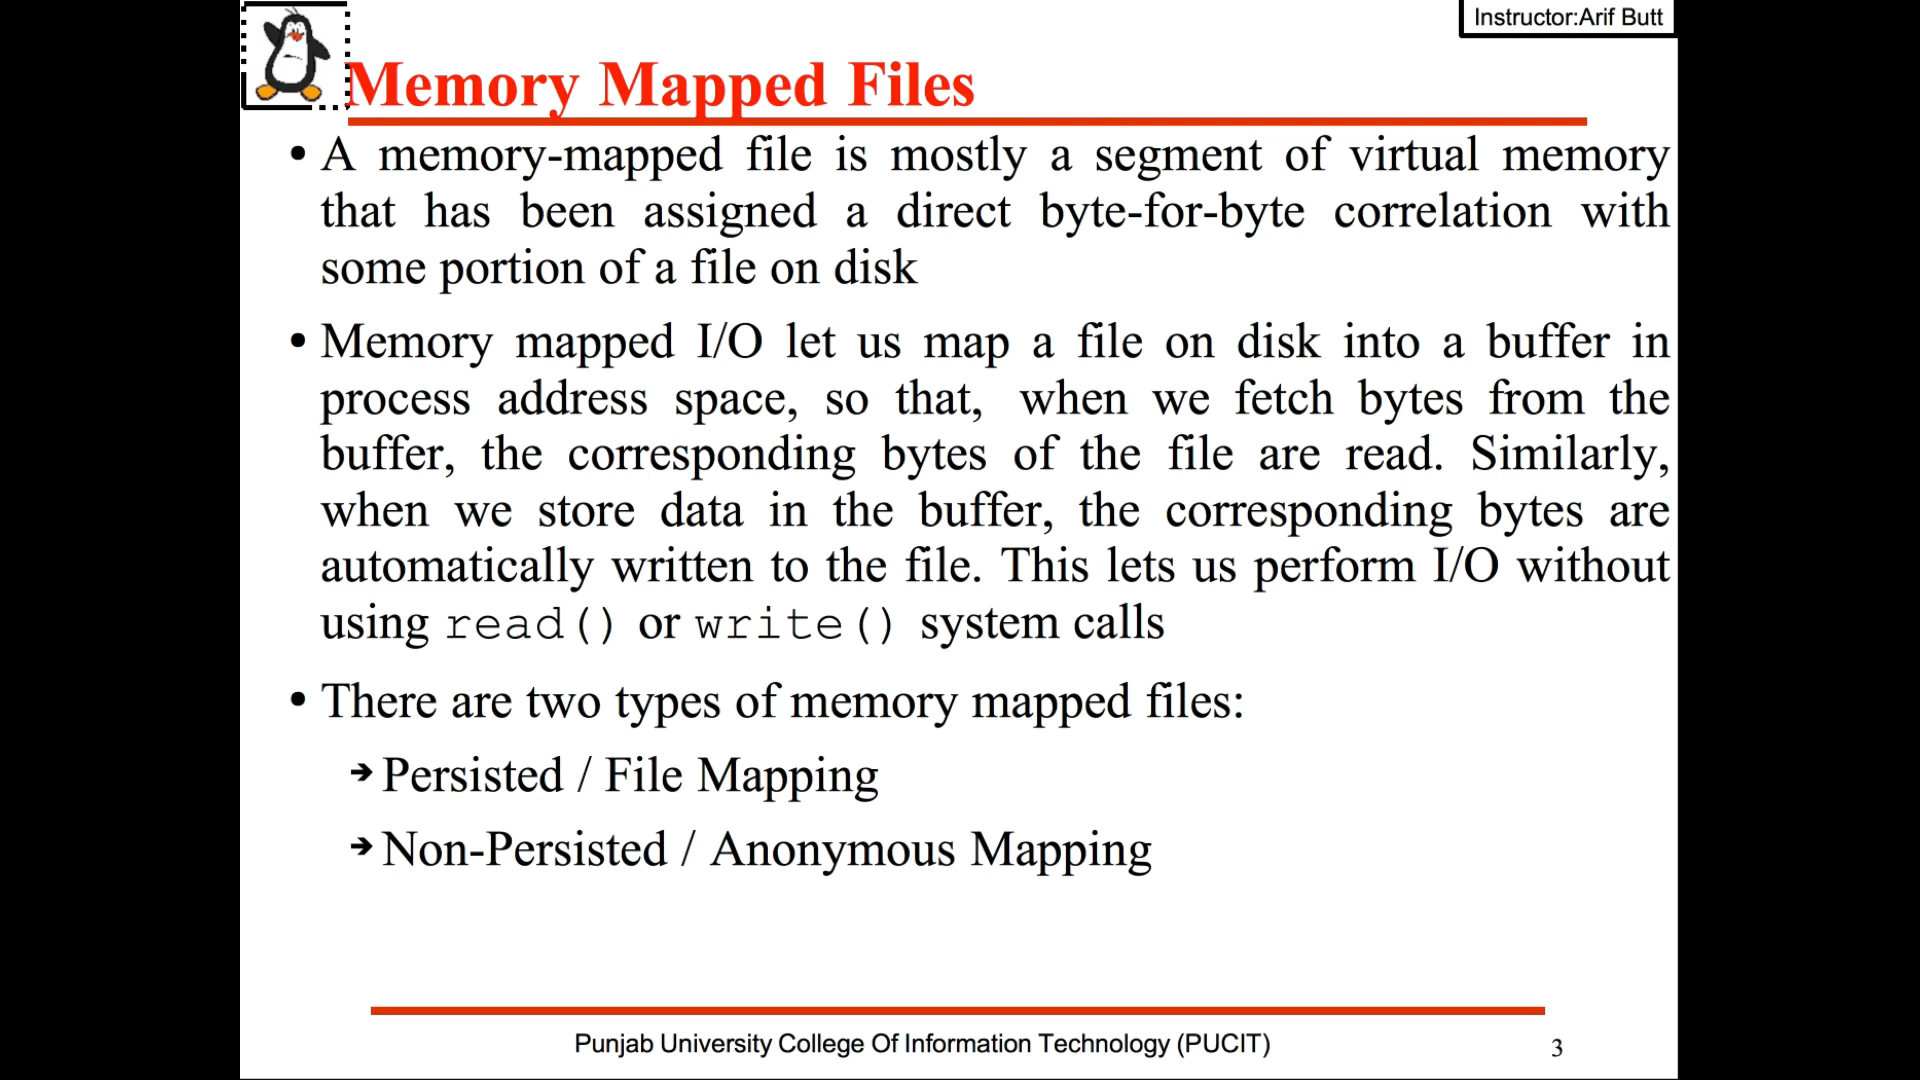 Instructor:Arif Butt
Memory Mapped Files
• A memory-mapped file is mostly a segment of virtual memory
that has been assigned a direct byte-for-byte correlation with
some portion of a file on disk
• Memory mapped I/O let us map a file on disk into a buffer in
process address space, so that, when we fetch bytes from the
buffer, the corresponding bytes of the file are read. Similarly,
when we store data in the buffer, the corresponding bytes are
automatically written to the file. This lets us perform I/O without
using read() or write() system calls
• There are two types of memory mapped files:
➔ Persisted / File Mapping
➔ Non-Persisted / Anonymous Mapping
Punjab University College Of Information Technology (PUCIT)
3